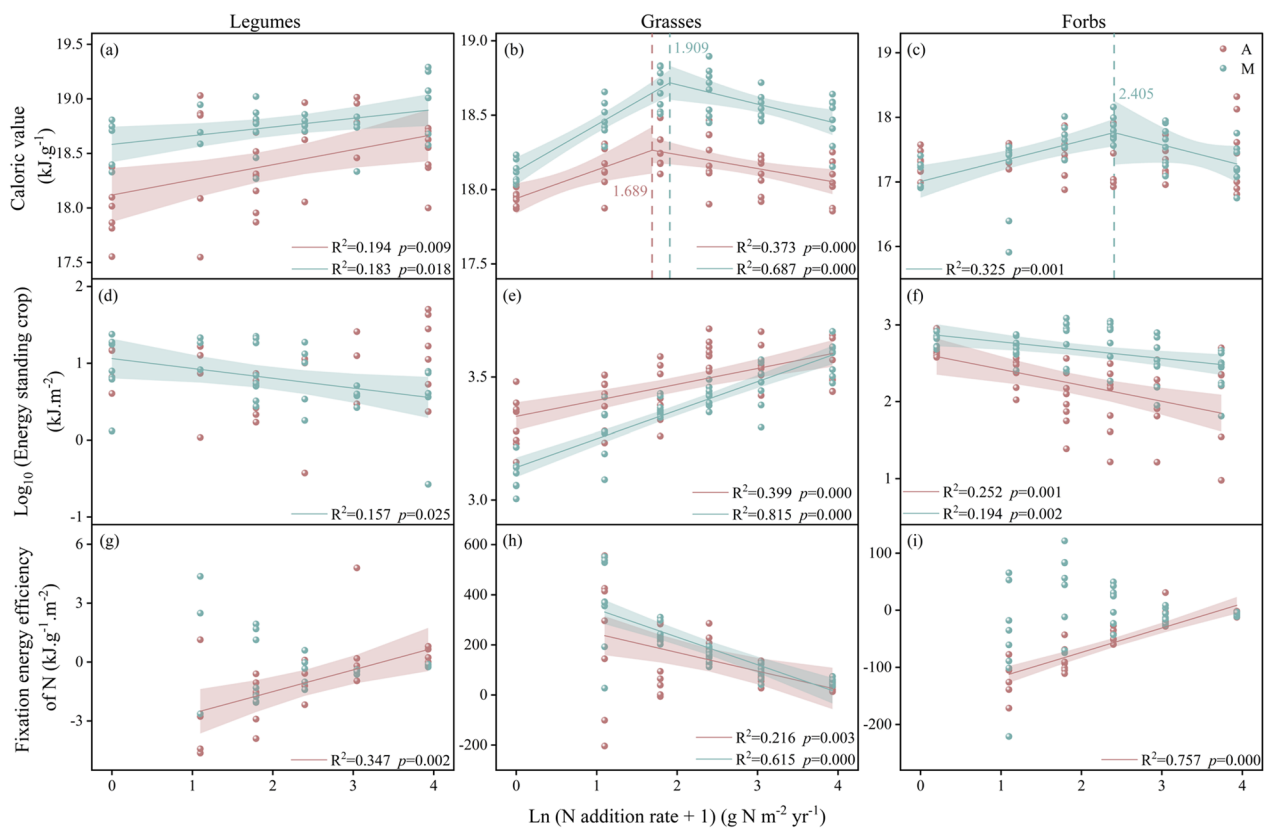 Legumes
Grasses
Forbs
Caloric value
(kJ.g⁻¹)
(a)
19.5
19.0
18.5
18.0
17.5
R²=0.194 p=0.009
R²=0.183 p=0.018
(b)
19.0
18.5
18.0
17.5
1.909
1.689
R²=0.373 p=0.000
R²=0.687 p=0.000
(c)
A
M
19
18
17
16
2.405
R²=0.325 p=0.001
Log₁₀ (Energy standing crop)
(kJ.m⁻²)
(d)
2
1
0
-1
R²=0.157 p=0.025
(e)
3.5
3.0
R²=0.399 p=0.000
R²=0.815 p=0.000
(f)
3
2
1
R²=0.252 p=0.001
R²=0.194 p=0.002
Fixation energy efficiency
of N (kJ.g⁻¹.m⁻²)
(g)
6
3
0
-3
R²=0.347 p=0.002
0 1 2 3 4
(h)
600
400
200
0
-200
R²=0.216 p=0.003
R²=0.615 p=0.000
0 1 2 3 4
(i)
100
0
-100
-200
R²=0.757 p=0.000
0 1 2 3 4
Ln (N addition rate + 1) (g N m⁻² yr⁻¹)